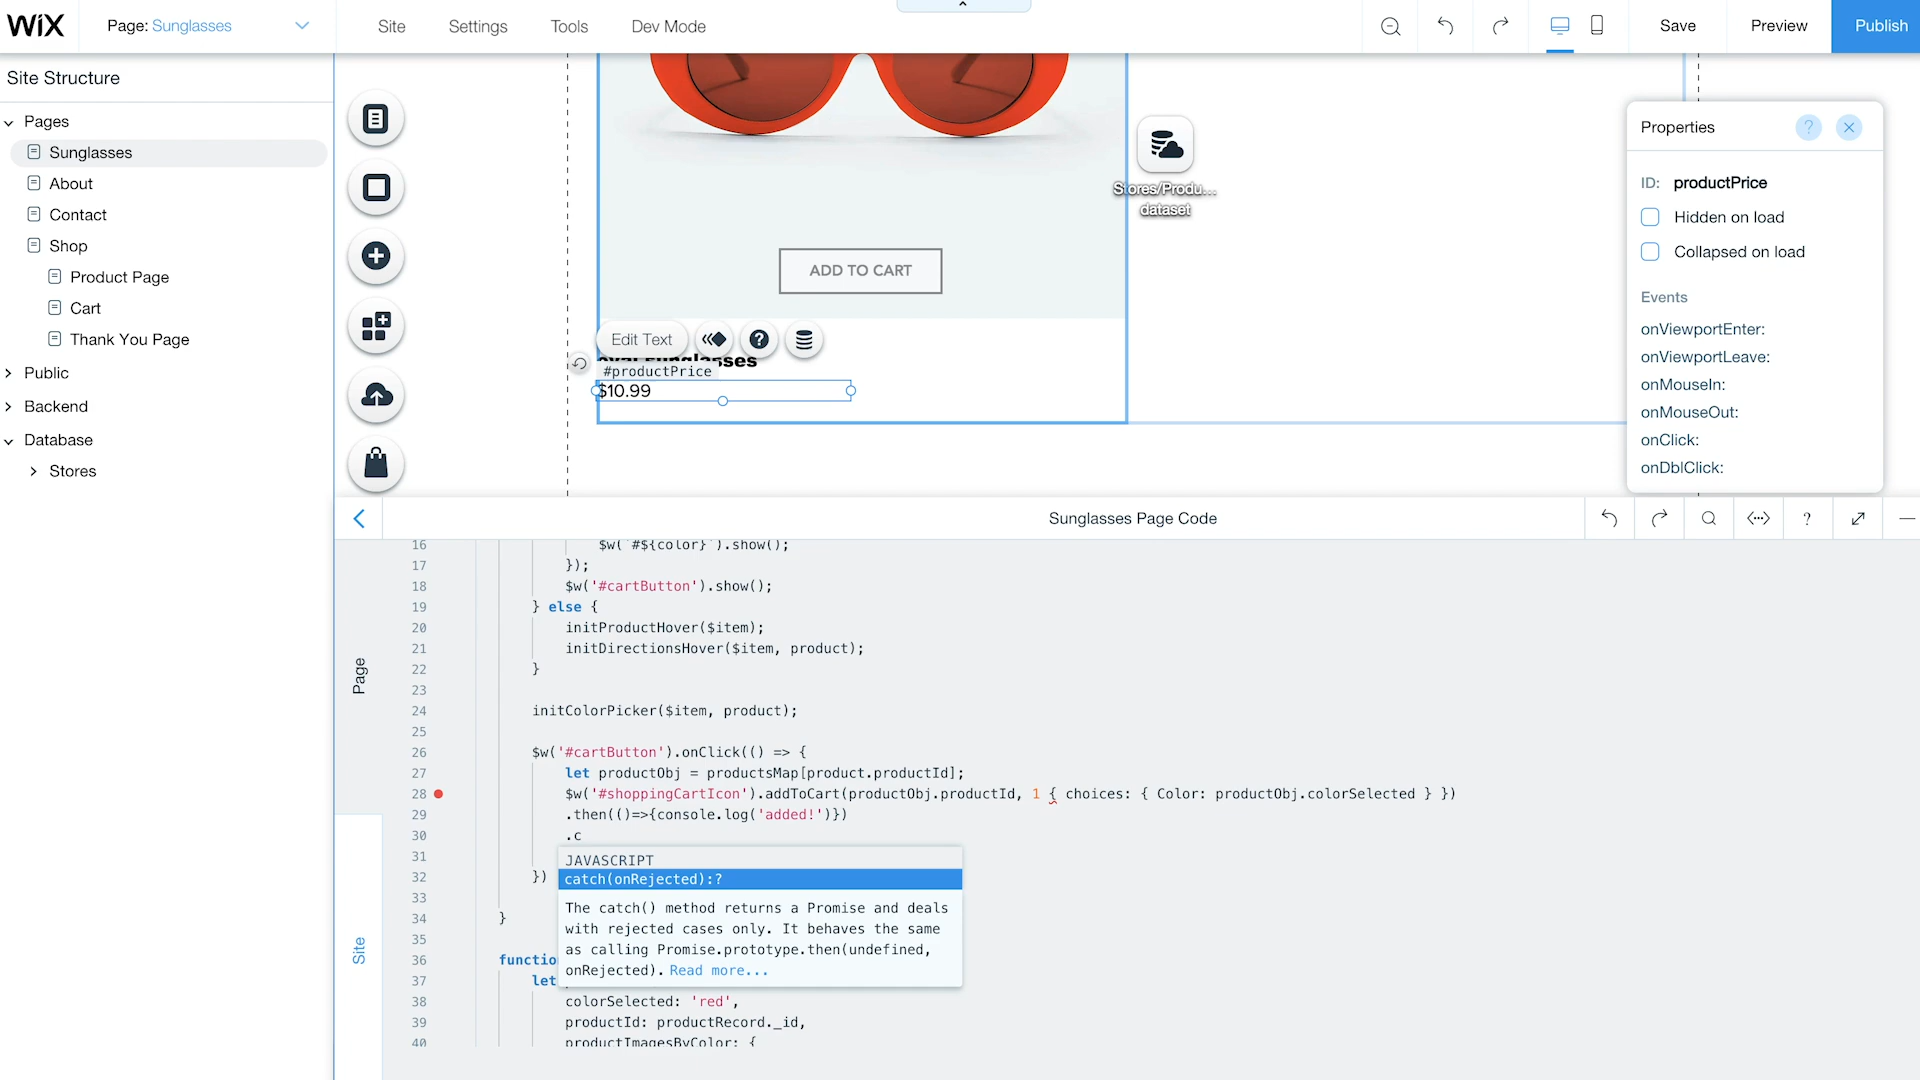 WiX
Page: Sunglasses
Site
Settings
Tools
Dev Mode
Save
Preview
Publish
Site Structure
Pages
Sunglasses
About
Contact
Shop
Product Page
Cart
Thank You Page
Public
Backend
Database
Stores
Stores/Produ...
dataset
ADD TO CART
Edit Text
?
#productPrice
$10.99
Properties
?
ID: productPrice
Hidden on load
Collapsed on load
Events
onViewportEnter:
onViewportLeave:
onMouseIn:
onMouseOut:
onClick:
onDblClick:
Sunglasses Page Code
?
Page
Site
16 $w(`#${color}`).show();
17 });
18 $w('#cartButton').show();
19 } else {
20 initProductHover($item);
21 initDirectionsHover($item, product);
22 }
23
24 initColorPicker($item, product);
25
26 $w('#cartButton').onClick(() => {
27 let productObj = productsMap[product.productId];
28 $w('#shoppingCartIcon').addToCart(productObj.productId, 1 { choices: { Color: productObj.colorSelected } })
29 .then(()=>{console.log('added!')})
30 .c
31
32 })
33
34 }
35
36 functio
37 let
38 colorSelected: 'red',
39 productId: productRecord._id,
40 productImagesByColor: {
JAVASCRIPT
catch(onRejected):?
The catch() method returns a Promise and deals
with rejected cases only. It behaves the same
as calling Promise.prototype.then(undefined,
onRejected). Read more...